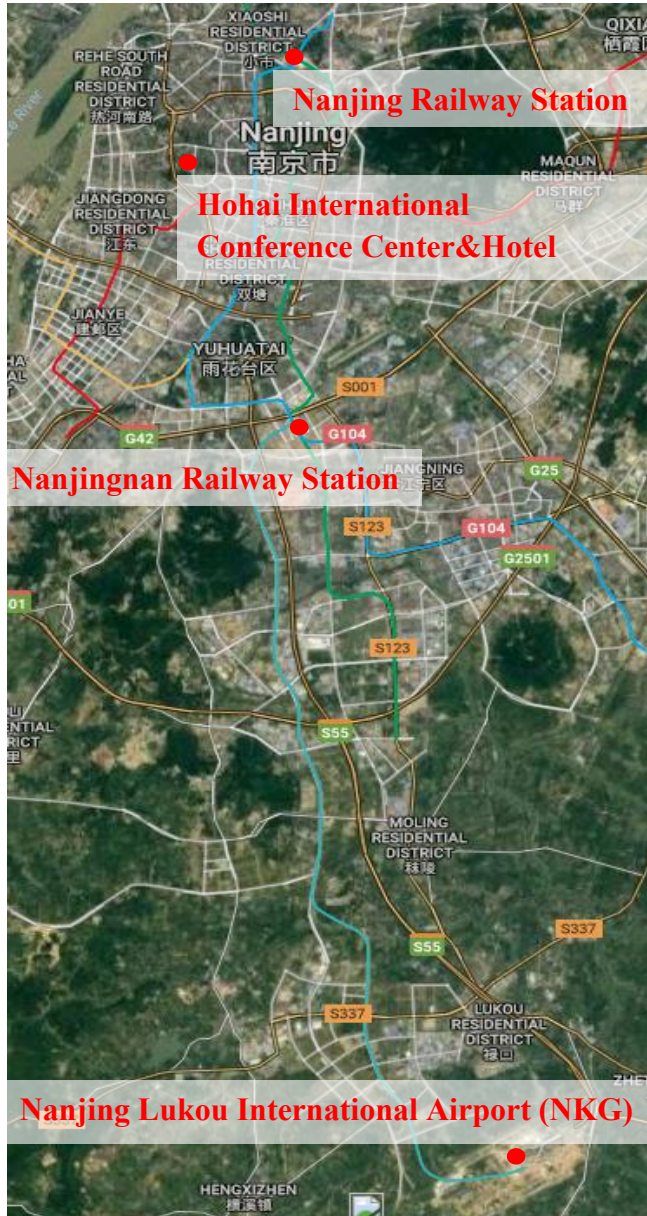 XIAOSHI
RESIDENTIAL
DISTRICT
小市
QIXIA
栖霞区
REHE SOUTH
ROAD
RESIDENTIAL
DISTRICT
热河南路
Nanjing Railway Station
Nanjing
南京市
MAQUN
RESIDENTIAL
DISTRICT
马群
JIANGDONG
RESIDENTIAL
DISTRICT
江东
Hohai International
Conference Center&Hotel
RESIDENTIAL
DISTRICT
双塘
JIANYE
建邺区
YUHUATAI
雨花台区
S001
G42
G104
Nanjingnan Railway Station
JIANGNING
江宁区
G25
S123
G104
G2501
01
S123
S55
MOLING
RESIDENTIAL
DISTRICT
秣陵
S337
S55
S337
LUKOU
RESIDENTIAL
DISTRICT
禄口
Nanjing Lukou International Airport (NKG)
HENGXIZHEN
横溪镇